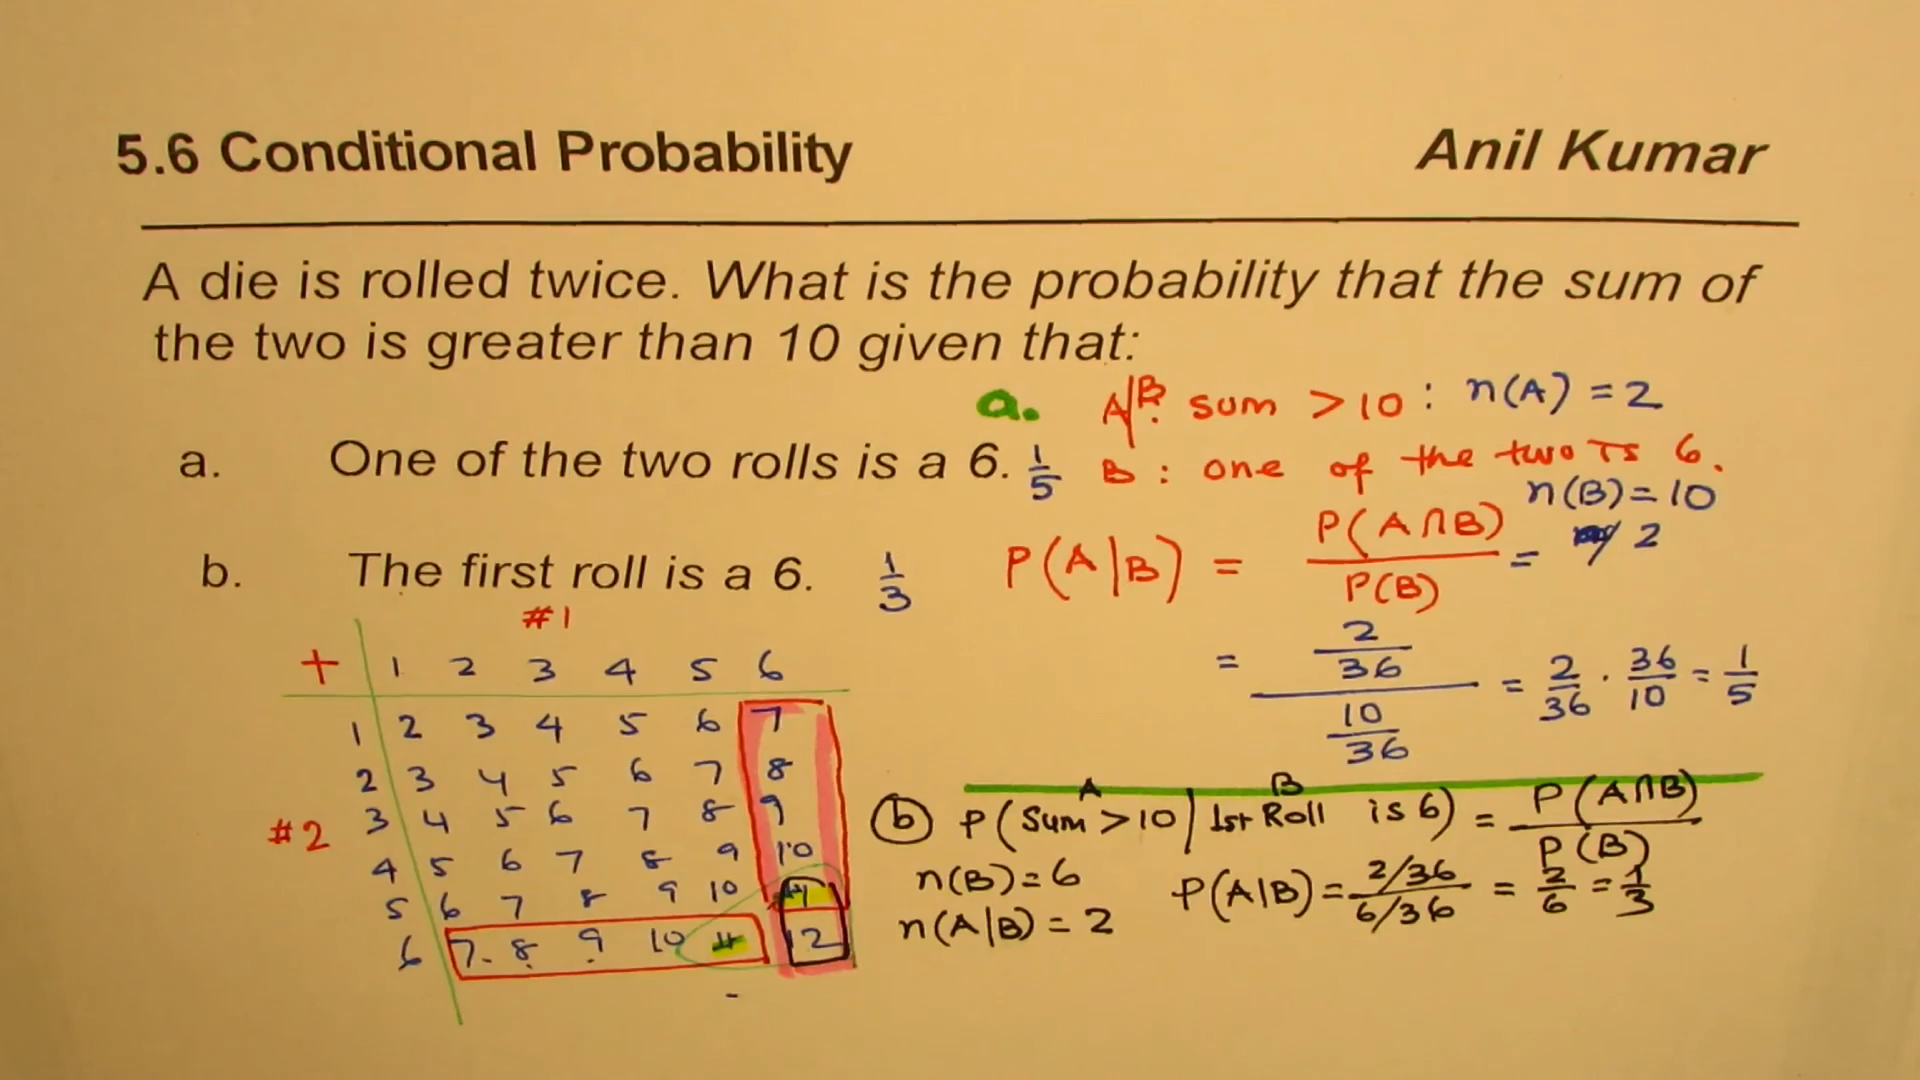 5.6 Conditional Probability Anil Kumar
A die is rolled twice. What is the probability that the sum of
the two is greater than 10 given that:
a. A|B: sum > 10 : n(A) = 2
a. One of the two rolls is a 6. 1/5 B : one of the two is 6.
n(B) = 10
P(A|B) = P(A∩B)/P(B) = 2
b. The first roll is a 6. 1/3
= (2/36)/(10/36) = 2/36 · 36/10 = 1/5
#1
+ 1 2 3 4 5 6
1 2 3 4 5 6 7
2 3 4 5 6 7 8
#2
3 4 5 6 7 8 9
4 5 6 7 8 9 10
5 6 7 8 9 10 11
6 7 8 9 10 11 12
A B
(b) P(Sum > 10 | 1st Roll is 6) = P(A∩B)/P(B)
n(B) = 6
n(A|B) = 2
P(A|B) = (2/36)/(6/36) = 2/6 = 1/3